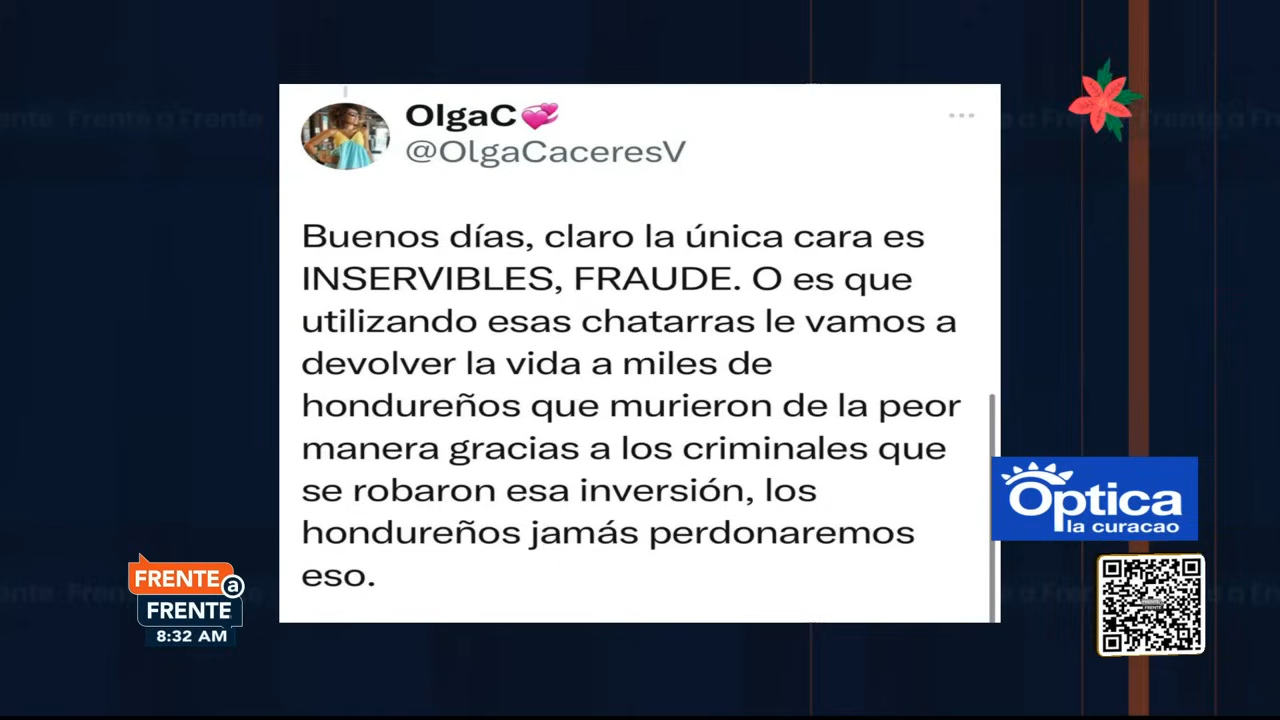 OlgaC
@OlgaCaceresV
Buenos días, claro la única cara es
INSERVIBLES, FRAUDE. O es que
utilizando esas chatarras le vamos a
devolver la vida a miles de
hondureños que murieron de la peor
manera gracias a los criminales que
se robaron esa inversión, los
hondureños jamás perdonaremos
eso.
Optica
la curacao
FRENTE a
FRENTE
8:32 AM